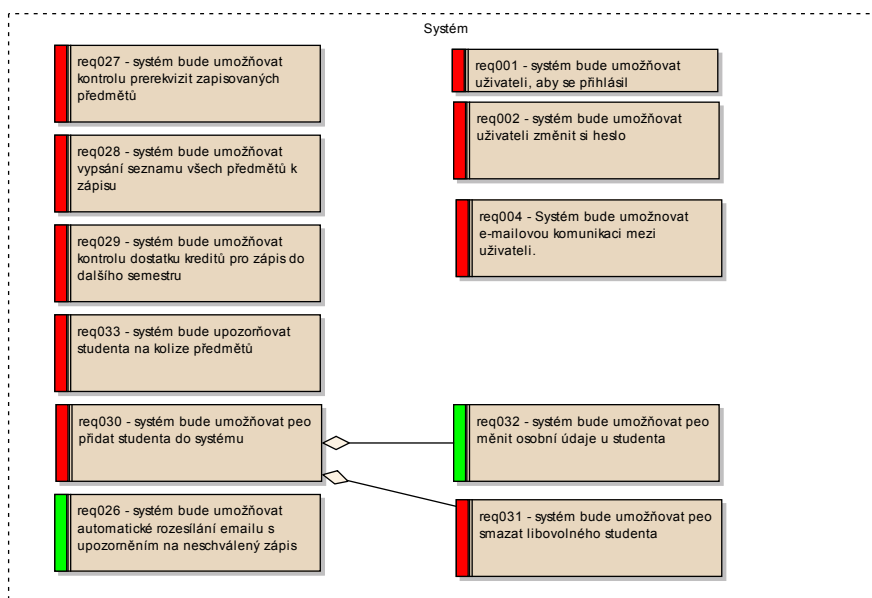 Systém
req027 - systém bude umožňovat
kontrolu prerekvizit zapisovaných
předmětů
req028 - systém bude umožňovat
vypsání seznamu všech předmětů k
zápisu
req029 - systém bude umožňovat
kontrolu dostatku kreditů pro zápis do
dalšího semestru
req033 - systém bude upozorňovat
studenta na kolize předmětů
req030 - systém bude umožňovat peo
přidat studenta do systému
req026 - systém bude umožňovat
automatické rozesílání emailu s
upozorněním na neschválený zápis
req001 - systém bude umožňovat
uživateli, aby se přihlásil
req002 - systém bude umožňovat
uživateli změnit si heslo
req004 - Systém bude umožnovat
e-mailovou komunikaci mezi
uživateli.
req032 - systém bude umožňovat peo
měnit osobní údaje u studenta
req031 - systém bude umožňovat peo
smazat libovolného studenta